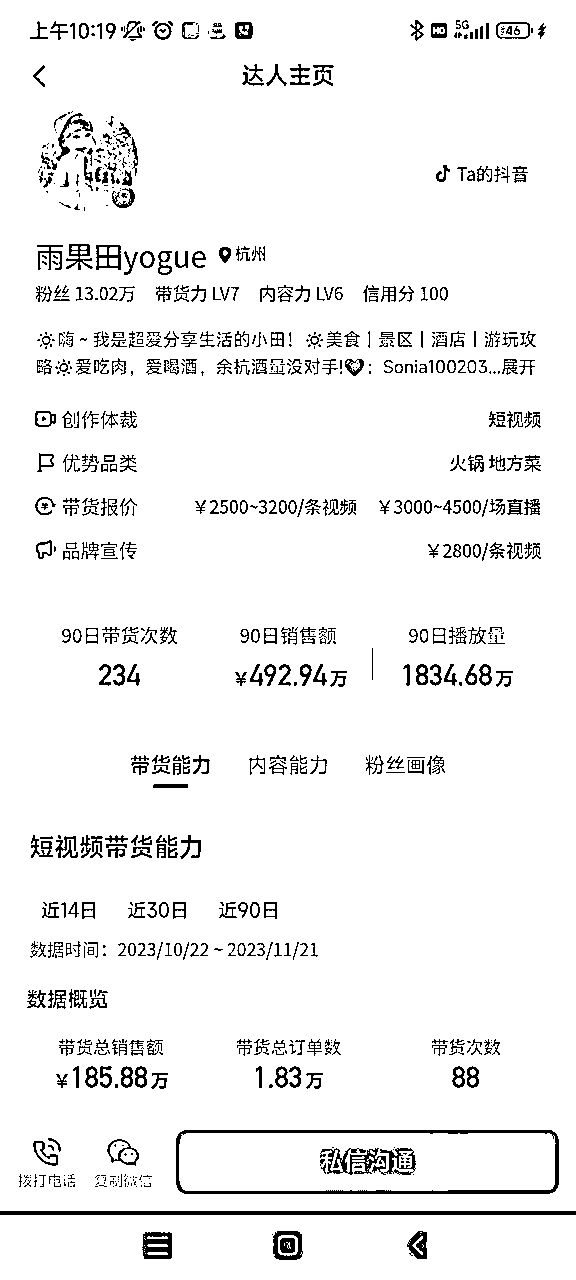 上午10:19
HD 5G 46
达人主页
Ta的抖音
雨果田yogue 杭州
粉丝 13.02万 带货力 LV7 内容力 LV6 信用分 100
🔆嗨~我是超爱分享生活的小田！🔆美食丨景区丨酒店丨游玩攻
略🔆爱吃肉，爱喝酒，余杭酒量没对手!💓：Sonia100203...展开
创作体裁 短视频
优势品类 火锅 地方菜
带货报价 ￥2500~3200/条视频 ￥3000~4500/场直播
品牌宣传 ￥2800/条视频
90日带货次数 90日销售额 90日播放量
234 ￥492.94万 1834.68万
带货能力 内容能力 粉丝画像
短视频带货能力
近14日 近30日 近90日
数据时间：2023/10/22 ~ 2023/11/21
数据概览
带货总销售额 带货总订单数 带货次数
￥185.88万 1.83万 88
拨打电话 复制微信 私信沟通